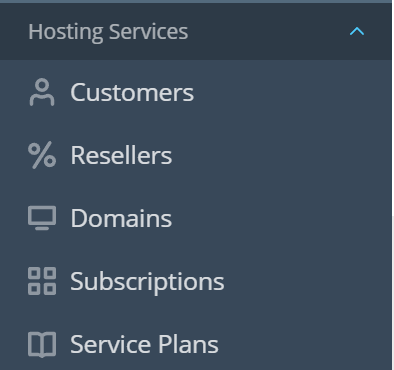 Hosting Services
Customers
Resellers
Domains
Subscriptions
Service Plans